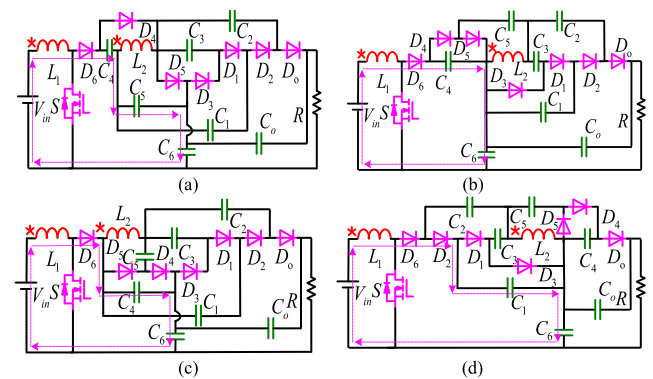 D4 C2
* * C3
L1 D6 C4 L2 D5 D1 D2 Do
Vin S C5 D3 R
C1
C6 Co
(a)
C5 C2
D4 Do
* D5 * C3
L1 D6 C4 L2 D1 D2
D3
Vin S C1 R
C6 Co
(b)
L2 C2
* *
L1 D6 D5 C5 D4 C3 D1 D2 Do
Vin S C4 D3 R
C1
C6 Co
(c)
C2 C5 D5 D4
* *
L1 D6 D2 D1 C3 L2 C4 Do
D3
Vin S C1 Co R
C6
(d)